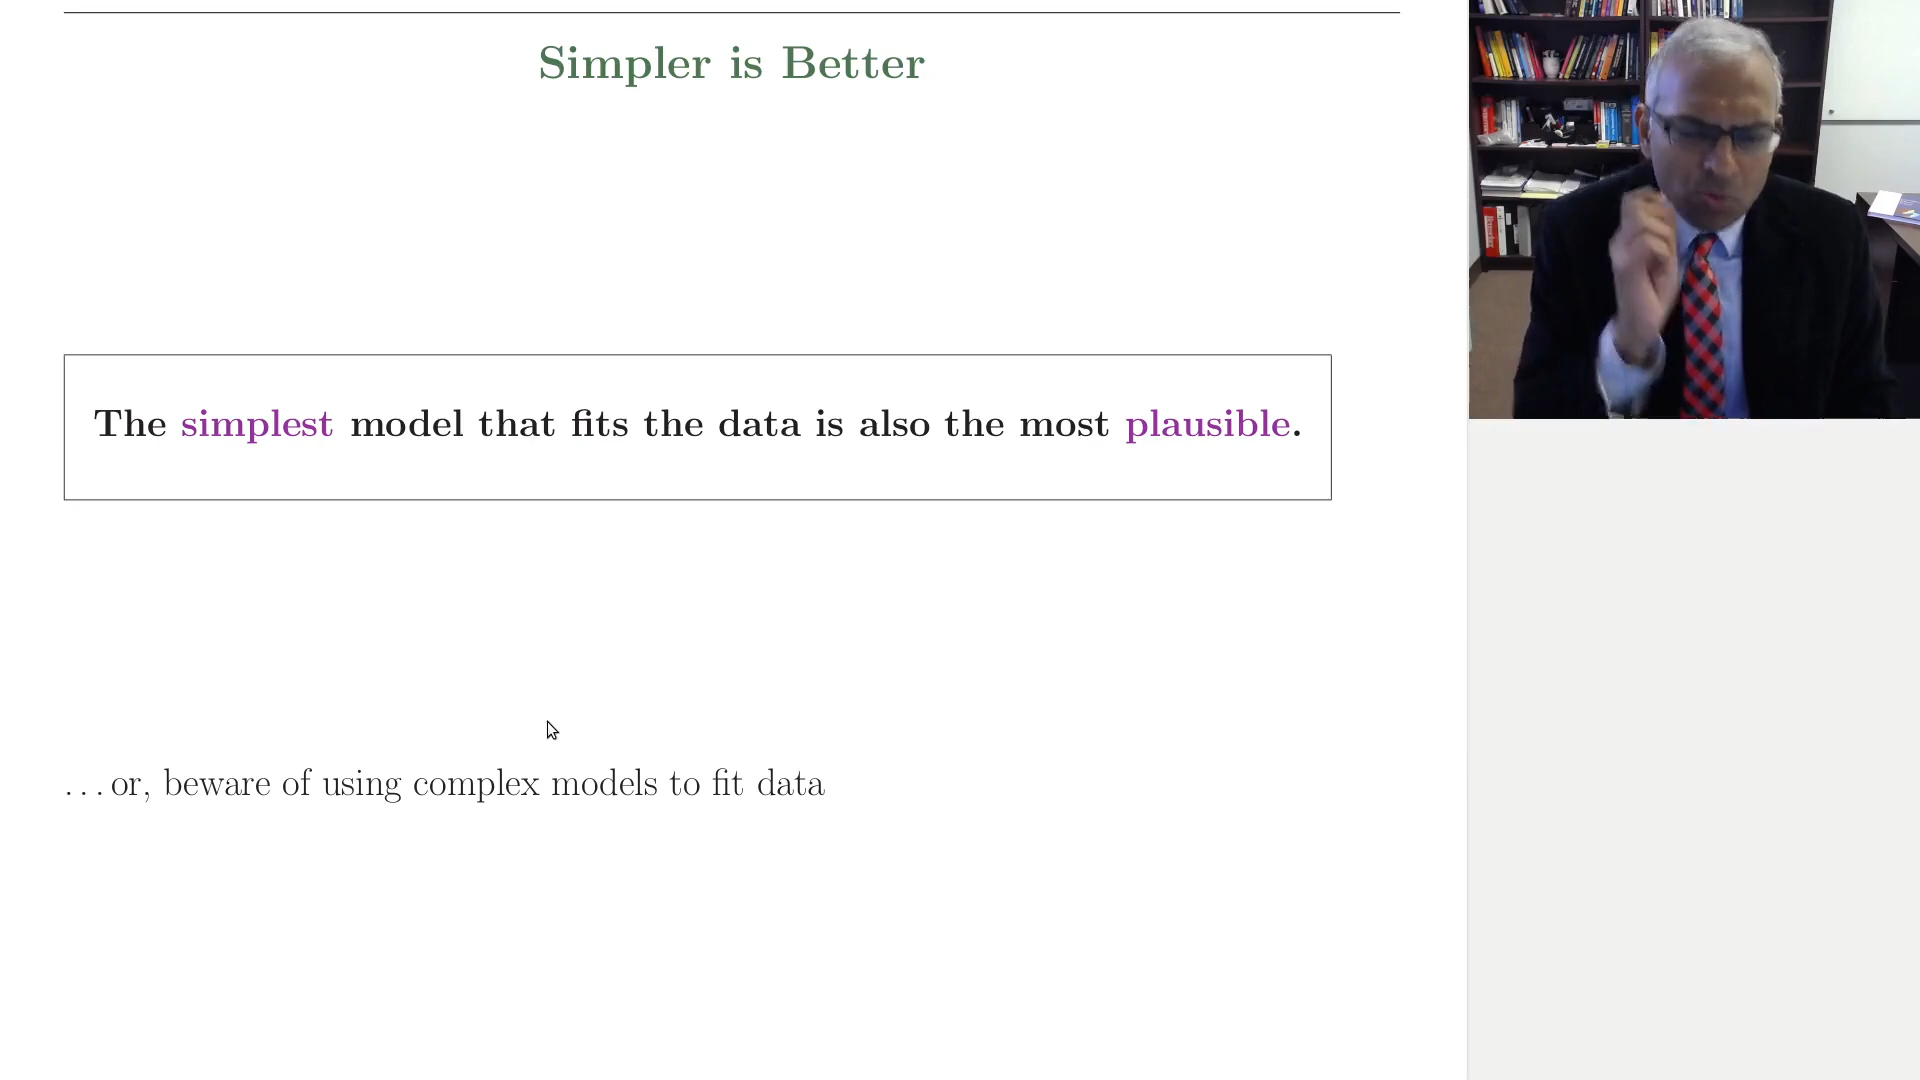 Simpler is Better
The simplest model that fits the data is also the most plausible.
. . . or, beware of using complex models to fit data